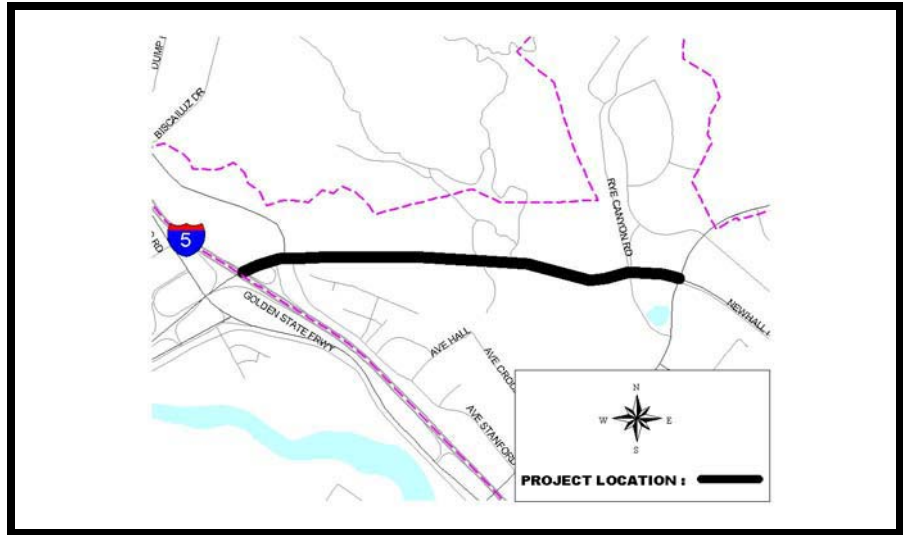 DUMP
BISCAILUZ DR
5
RD
GOLDEN STATE FRWY
RYE CANYON RD
NEWHALL
AVE HALL
AVE CROC
AVE STANFORD
N
W E
S
PROJECT LOCATION :